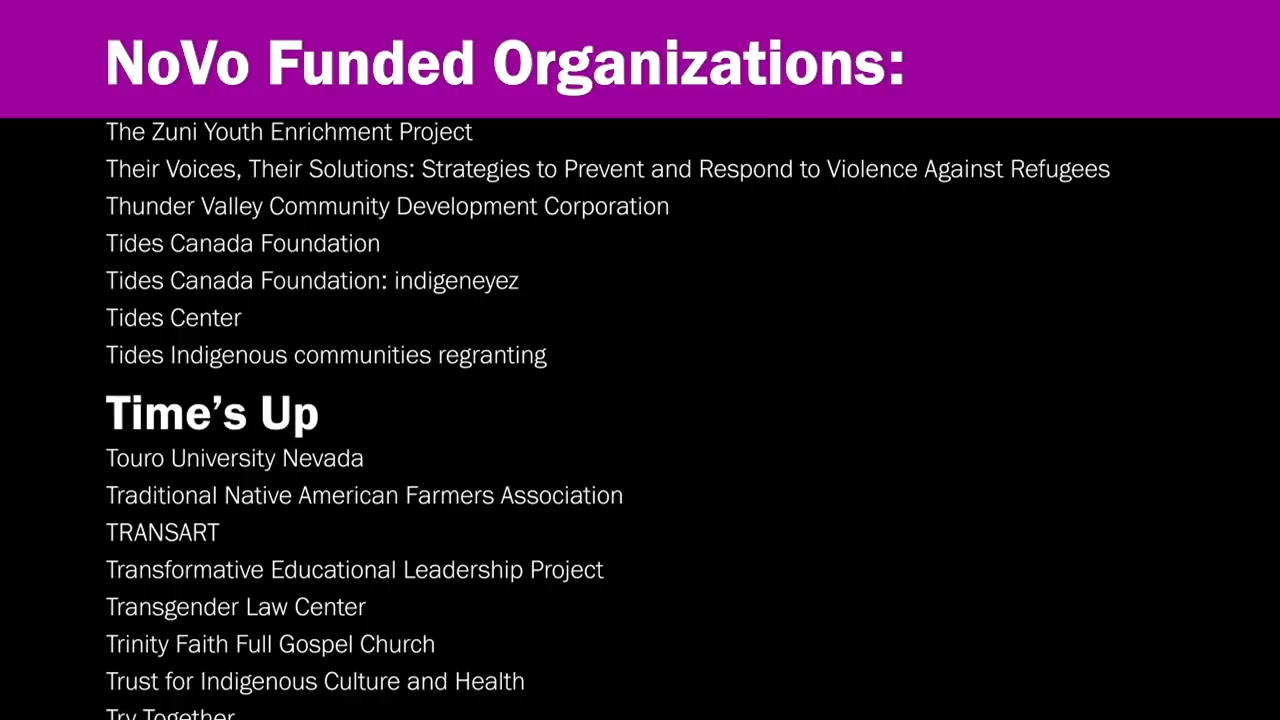 NoVo Funded Organizations:
The Zuni Youth Enrichment Project
Their Voices, Their Solutions: Strategies to Prevent and Respond to Violence Against Refugees
Thunder Valley Community Development Corporation
Tides Canada Foundation
Tides Canada Foundation: indigeneyez
Tides Center
Tides Indigenous communities regranting
Time’s Up
Touro University Nevada
Traditional Native American Farmers Association
TRANSART
Transformative Educational Leadership Project
Transgender Law Center
Trinity Faith Full Gospel Church
Trust for Indigenous Culture and Health
Try Together